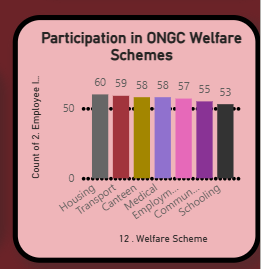 Participation in ONGC Welfare
Schemes
Count of 2. Employee I...
60 59 58 58 57 55 53
50
0
Housing
Transport
Canteen
Medical
Employm...
Commun...
Schooling
12 . Welfare Scheme